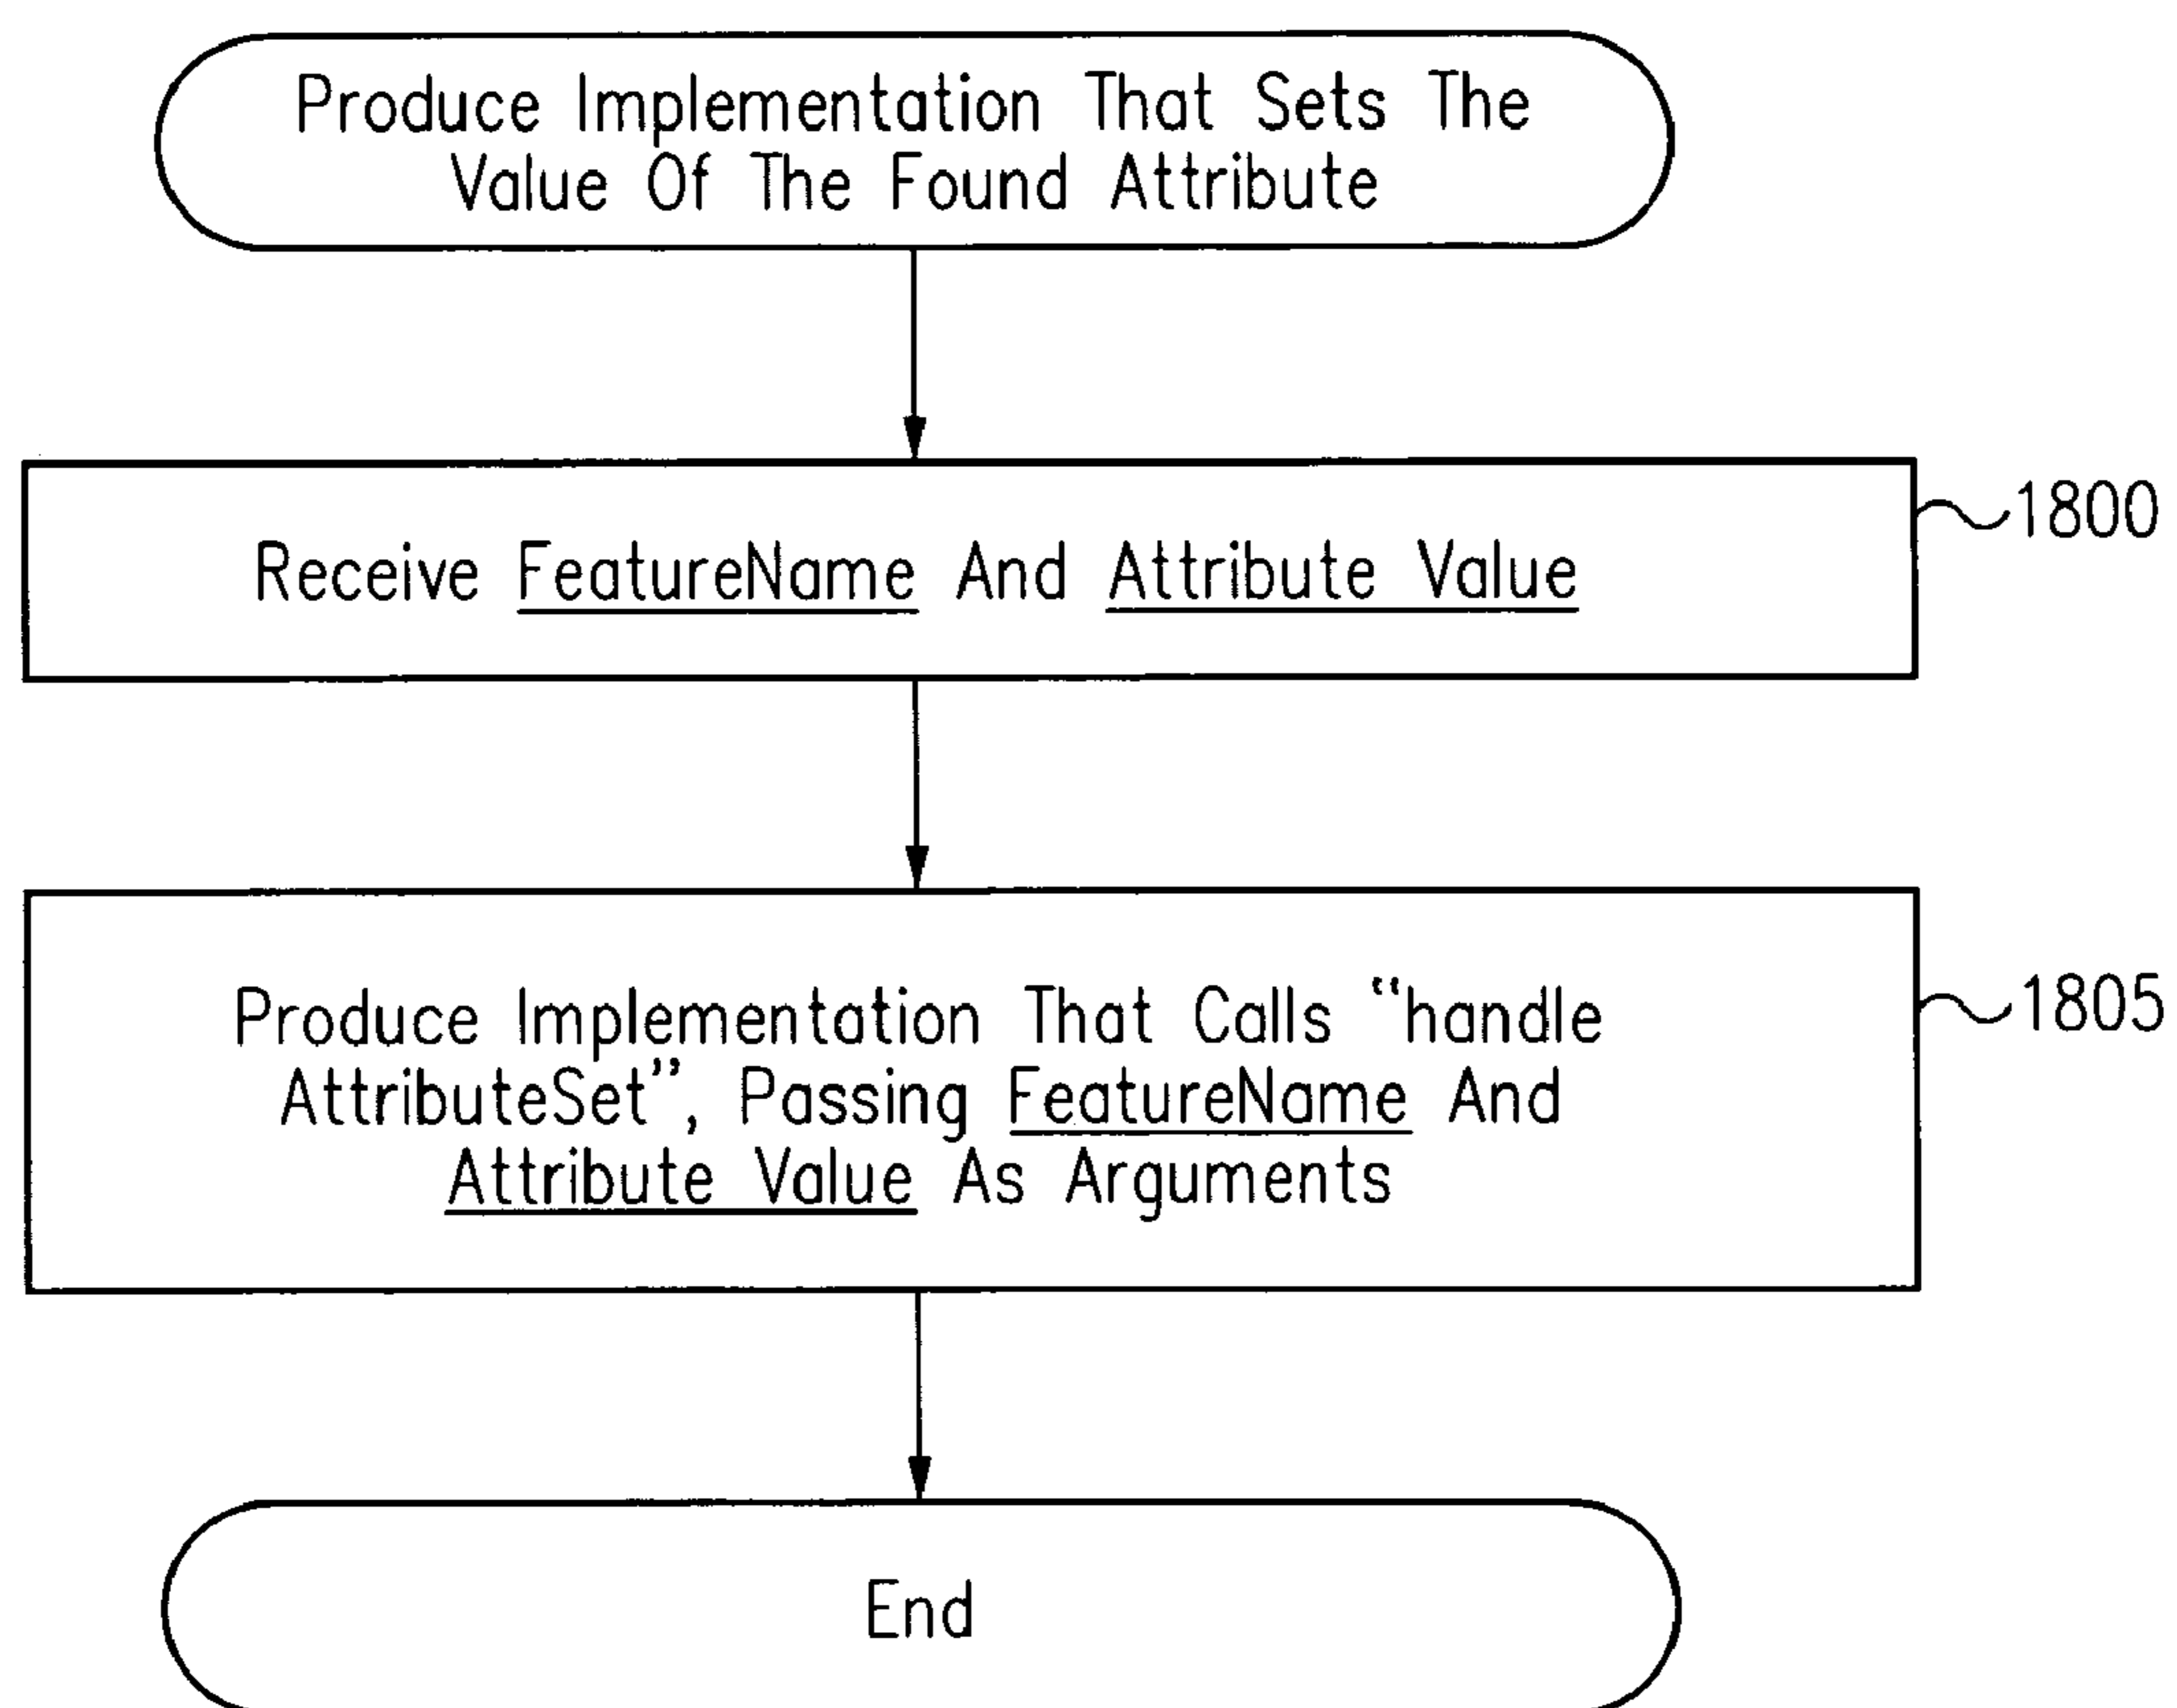 Produce Implementation That Sets The
Value Of The Found Attribute
1800
Receive FeatureName And Attribute Value
1805
Produce Implementation That Calls “handle
AttributeSet”, Passing FeatureName And
Attribute Value As Arguments
End